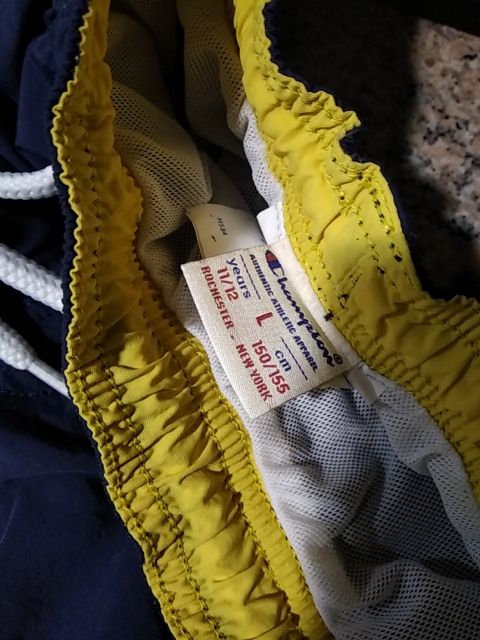 Champion
AUTHENTIC ATHLETIC APPAREL
years L cm
11/12 150/155
ROCHESTER - NEW YORK